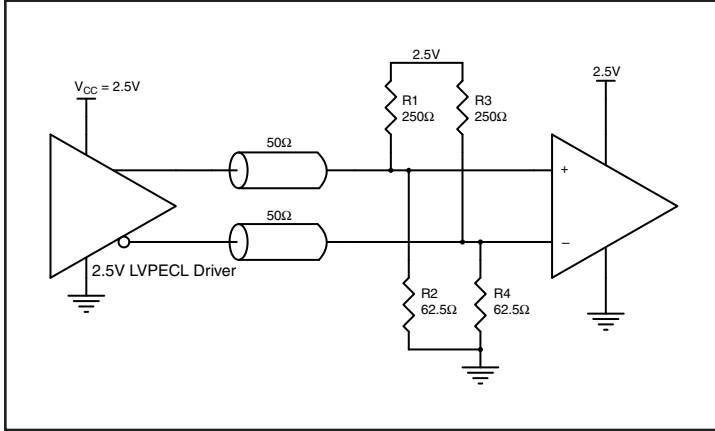 2.5V
V_CC = 2.5V
2.5V
R1
250Ω
R3
250Ω
50Ω
+
50Ω
−
2.5V LVPECL Driver
R2
62.5Ω
R4
62.5Ω